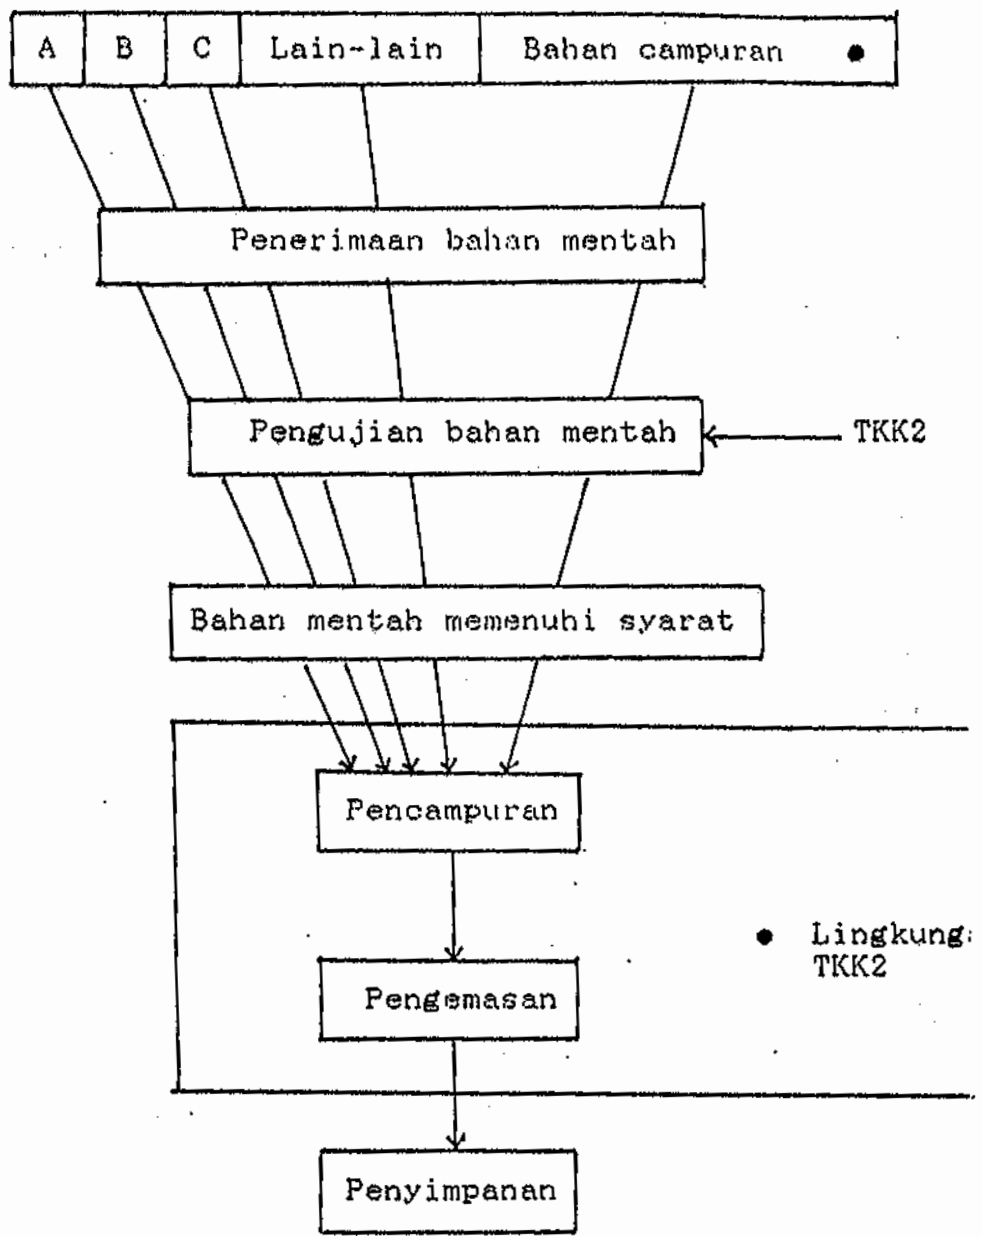 A B C Lain-lain Bahan campuran ●
Penerimaan bahan mentah
Pengujian bahan mentah
TKK2
Bahan mentah memenuhi syarat
Pencampuran
● Lingkung
TKK2
Pengemasan
Penyimpanan